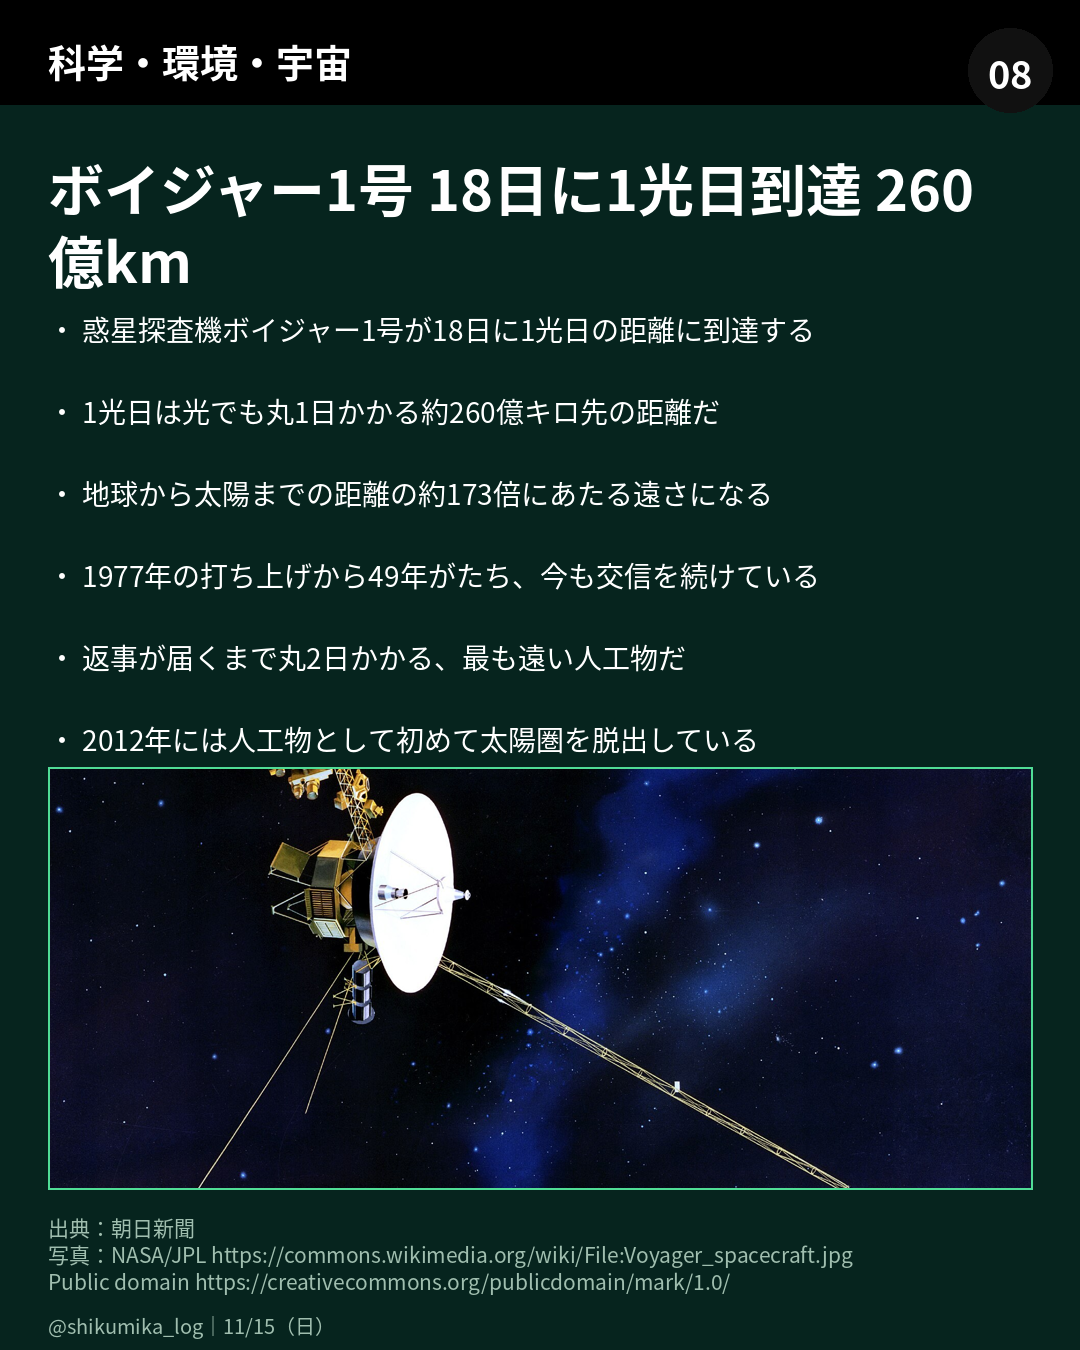 科学・環境・宇宙
08
ボイジャー1号 18日に1光日到達 260
億km
・ 惑星探査機ボイジャー1号が18日に1光日の距離に到達する
・ 1光日は光でも丸1日かかる約260億キロ先の距離だ
・ 地球から太陽までの距離の約173倍にあたる遠さになる
・ 1977年の打ち上げから49年がたち、今も交信を続けている
・ 返事が届くまで丸2日かかる、最も遠い人工物だ
・ 2012年には人工物として初めて太陽圏を脱出している
出典：朝日新聞
写真：NASA/JPL https://commons.wikimedia.org/wiki/File:Voyager_spacecraft.jpg
Public domain https://creativecommons.org/publicdomain/mark/1.0/
@shikumika_log｜11/15（日）